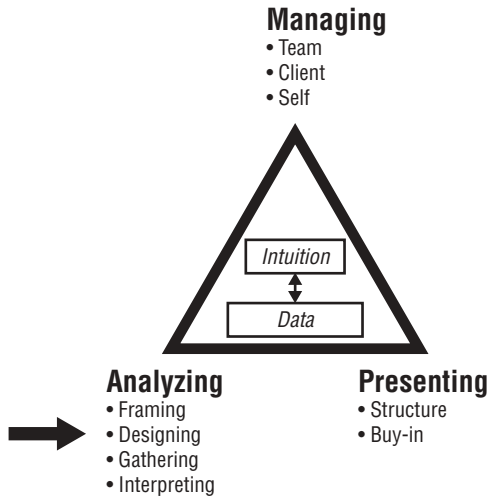 Managing
• Team
• Client
• Self
Intuition
Data
Analyzing
• Framing
• Designing
• Gathering
• Interpreting
Presenting
• Structure
• Buy-in